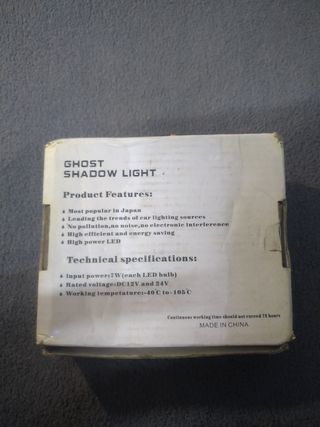 GHOST
SHADOW LIGHT
Product Features:
Most popular in Japan
Leading the trends of car lighting sources
No pollution,no noise,no electronic interierence
High efficient and energy saving
High power LED
Technical specifications:
Input power:7W(each LED bulb)
Rated voltage:DC12V and 24V
Working tempetature:-40℃ to -105℃
Continuous working time should not exceed 72 hours
MADE IN CHINA